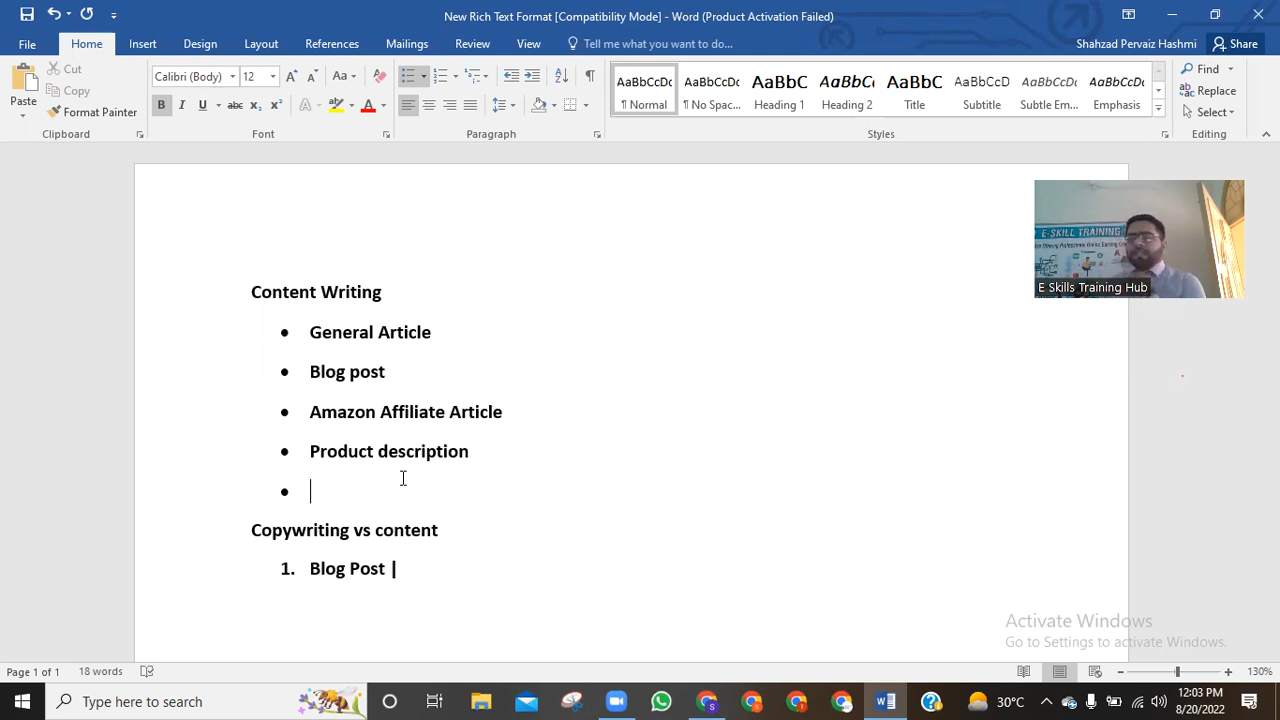 New Rich Text Format [Compatibility Mode] - Word (Product Activation Failed)
File Home Insert Design Layout References Mailings Review View Tell me what you want to do... Shahzad Pervaiz Hashmi Share
Paste Cut Copy Format Painter
Calibri (Body) 12
AaBbCcDc AaBbCcDc AaBbC AaBbCc AaBbC AaBbCcD AaBbCcDc AaBbCcDc
¶ Normal ¶ No Spac... Heading 1 Heading 2 Title Subtitle Subtle Em... Emphasis
Find Replace Select
Clipboard Font Paragraph Styles Editing
E-SKILL TRAINING
E Skills Training Hub
Content Writing
• General Article
• Blog post
• Amazon Affiliate Article
• Product description
•
Copywriting vs content
1. Blog Post |
Activate Windows
Go to Settings to activate Windows.
Page 1 of 1 18 words 130%
Type here to search 30°C 12:03 PM
8/20/2022